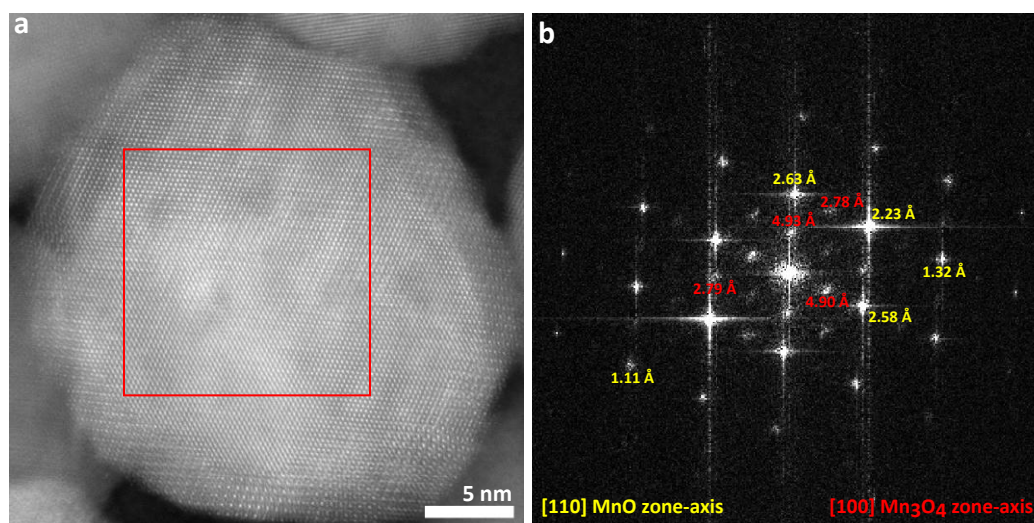 a
5 nm
b
2.63 Å
2.78 Å
4.93 Å
2.23 Å
1.32 Å
2.79 Å
4.90 Å
2.58 Å
1.11 Å
[110] MnO zone-axis
[100] Mn3O4 zone-axis